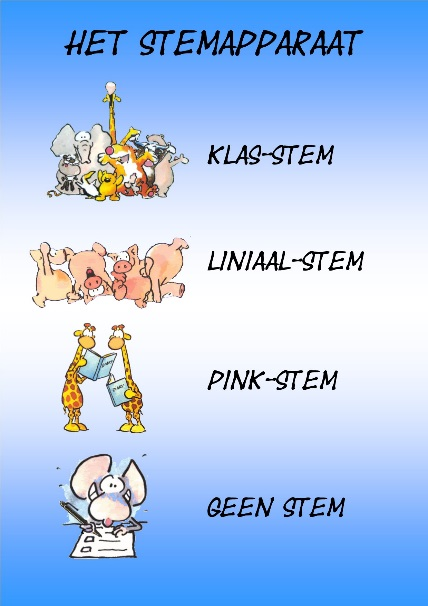 HET STEMAPPARAAT
KLAS-STEM
LINIAAL-STEM
PINK-STEM
GEEN STEM